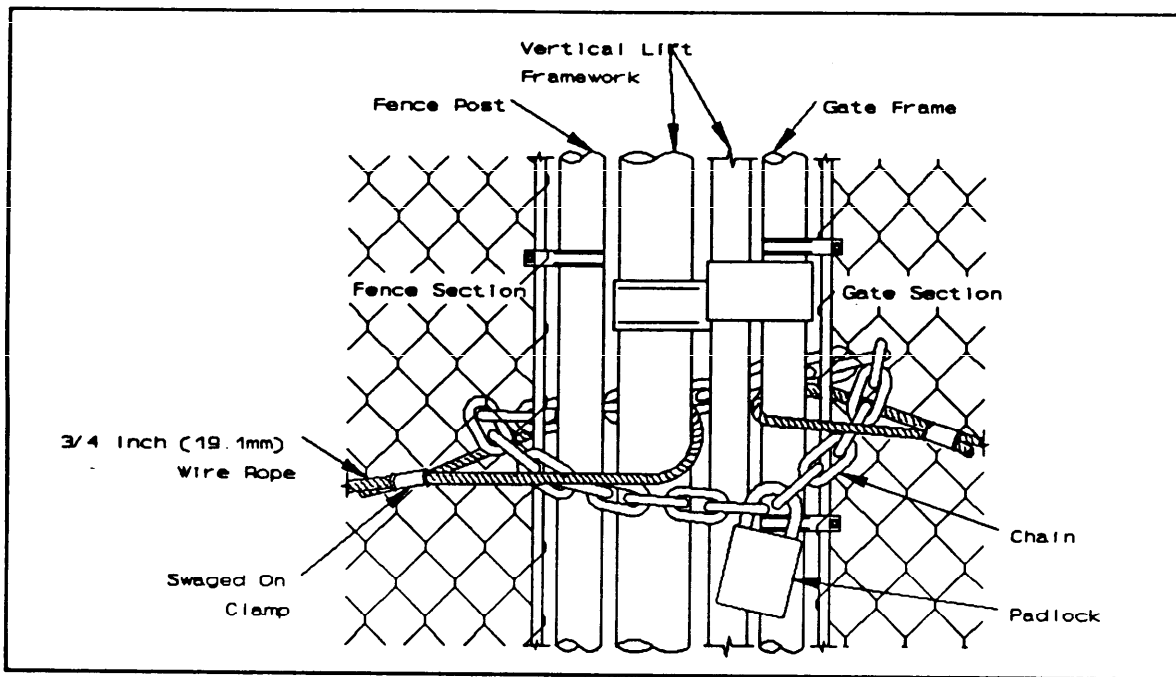 Vertical Lift
Framework
Fence Post
Gate Frame
Fence Section
Gate Section
3/4 Inch (19.1mm)
Wire Rope
Chain
Swaged On
Clamp
Padlock